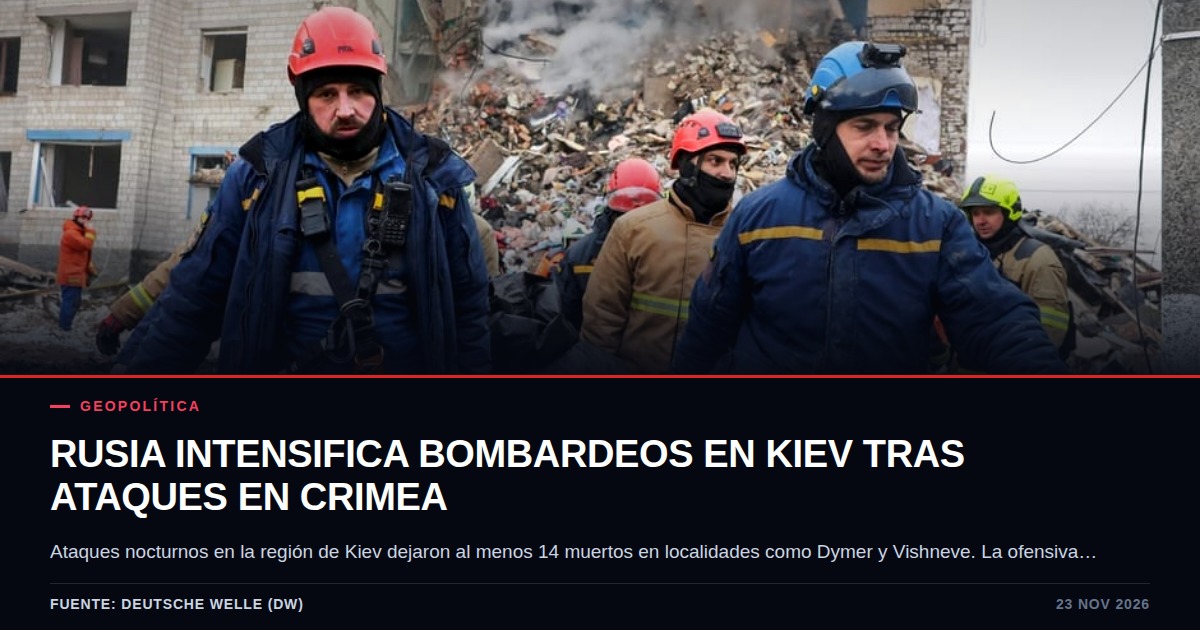 GEOPOLÍTICA
RUSIA INTENSIFICA BOMBARDEOS EN KIEV TRAS
ATAQUES EN CRIMEA
Ataques nocturnos en la región de Kiev dejaron al menos 14 muertos en localidades como Dymer y Vishneve. La ofensiva…
FUENTE: DEUTSCHE WELLE (DW)
23 NOV 2026